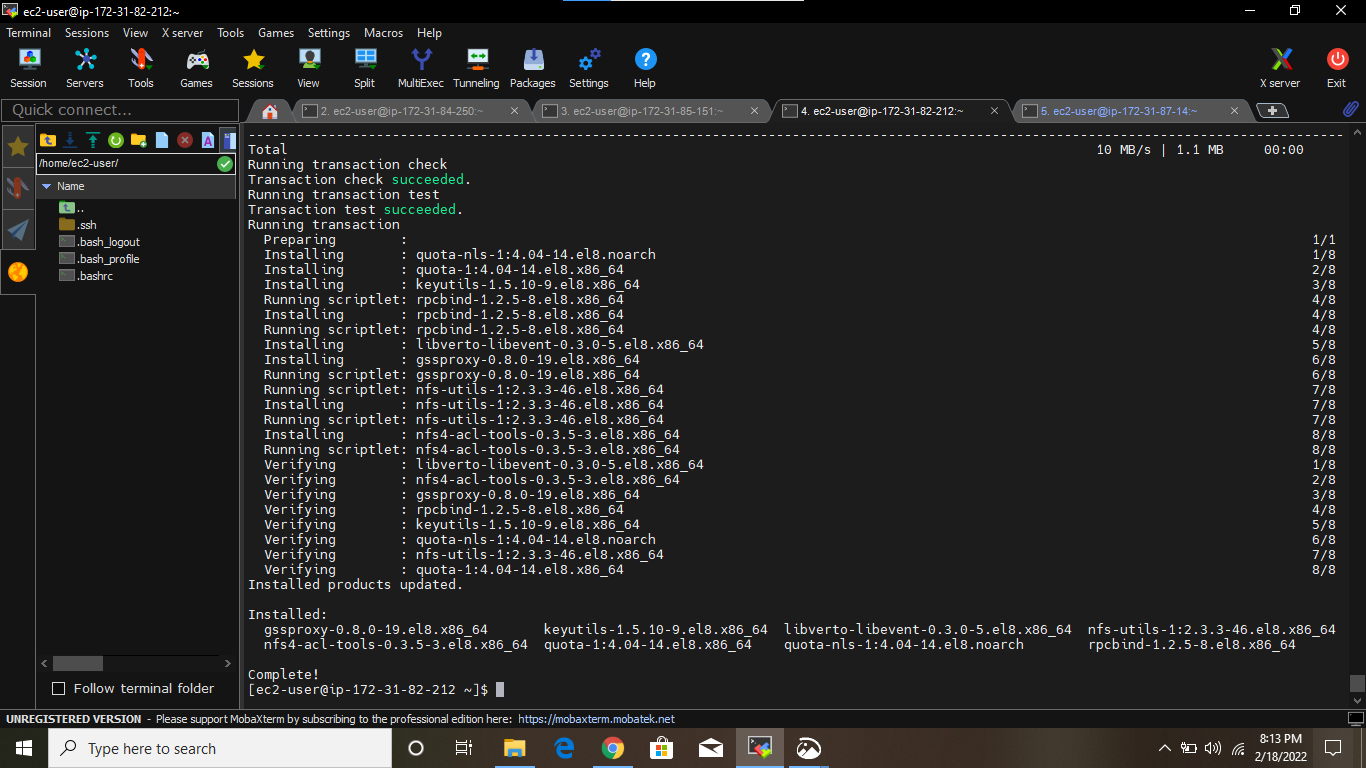 ec2-user@ip-172-31-82-212:~
Terminal Sessions View X server Tools Games Settings Macros Help
Session Servers Tools Games Sessions View Split MultiExec Tunneling Packages Settings Help X server Exit
Quick connect...
2. ec2-user@ip-172-31-84-250:~ 3. ec2-user@ip-172-31-85-151:~ 4. ec2-user@ip-172-31-82-212:~ 5. ec2-user@ip-172-31-87-14:~
/home/ec2-user/
Name
..
.ssh
.bash_logout
.bash_profile
.bashrc
Follow terminal folder
--------------------------------------------------------------------------------
Total 10 MB/s | 1.1 MB 00:00
Running transaction check
Transaction check succeeded.
Running transaction test
Transaction test succeeded.
Running transaction
Preparing : 1/1
Installing : quota-nls-1:4.04-14.el8.noarch 1/8
Installing : quota-1:4.04-14.el8.x86_64 2/8
Installing : keyutils-1.5.10-9.el8.x86_64 3/8
Running scriptlet: rpcbind-1.2.5-8.el8.x86_64 4/8
Installing : rpcbind-1.2.5-8.el8.x86_64 4/8
Running scriptlet: rpcbind-1.2.5-8.el8.x86_64 4/8
Installing : libverto-libevent-0.3.0-5.el8.x86_64 5/8
Installing : gssproxy-0.8.0-19.el8.x86_64 6/8
Running scriptlet: gssproxy-0.8.0-19.el8.x86_64 6/8
Running scriptlet: nfs-utils-1:2.3.3-46.el8.x86_64 7/8
Installing : nfs-utils-1:2.3.3-46.el8.x86_64 7/8
Running scriptlet: nfs-utils-1:2.3.3-46.el8.x86_64 7/8
Installing : nfs4-acl-tools-0.3.5-3.el8.x86_64 8/8
Running scriptlet: nfs4-acl-tools-0.3.5-3.el8.x86_64 8/8
Verifying : libverto-libevent-0.3.0-5.el8.x86_64 1/8
Verifying : nfs4-acl-tools-0.3.5-3.el8.x86_64 2/8
Verifying : gssproxy-0.8.0-19.el8.x86_64 3/8
Verifying : rpcbind-1.2.5-8.el8.x86_64 4/8
Verifying : keyutils-1.5.10-9.el8.x86_64 5/8
Verifying : quota-nls-1:4.04-14.el8.noarch 6/8
Verifying : nfs-utils-1:2.3.3-46.el8.x86_64 7/8
Verifying : quota-1:4.04-14.el8.x86_64 8/8
Installed products updated.
Installed:
gssproxy-0.8.0-19.el8.x86_64 keyutils-1.5.10-9.el8.x86_64 libverto-libevent-0.3.0-5.el8.x86_64 nfs-utils-1:2.3.3-46.el8.x86_64
nfs4-acl-tools-0.3.5-3.el8.x86_64 quota-1:4.04-14.el8.x86_64 quota-nls-1:4.04-14.el8.noarch rpcbind-1.2.5-8.el8.x86_64
Complete!
[ec2-user@ip-172-31-82-212 ~]$
UNREGISTERED VERSION - Please support MobaXterm by subscribing to the professional edition here: https://mobaxterm.mobatek.net
Type here to search
8:13 PM
2/18/2022